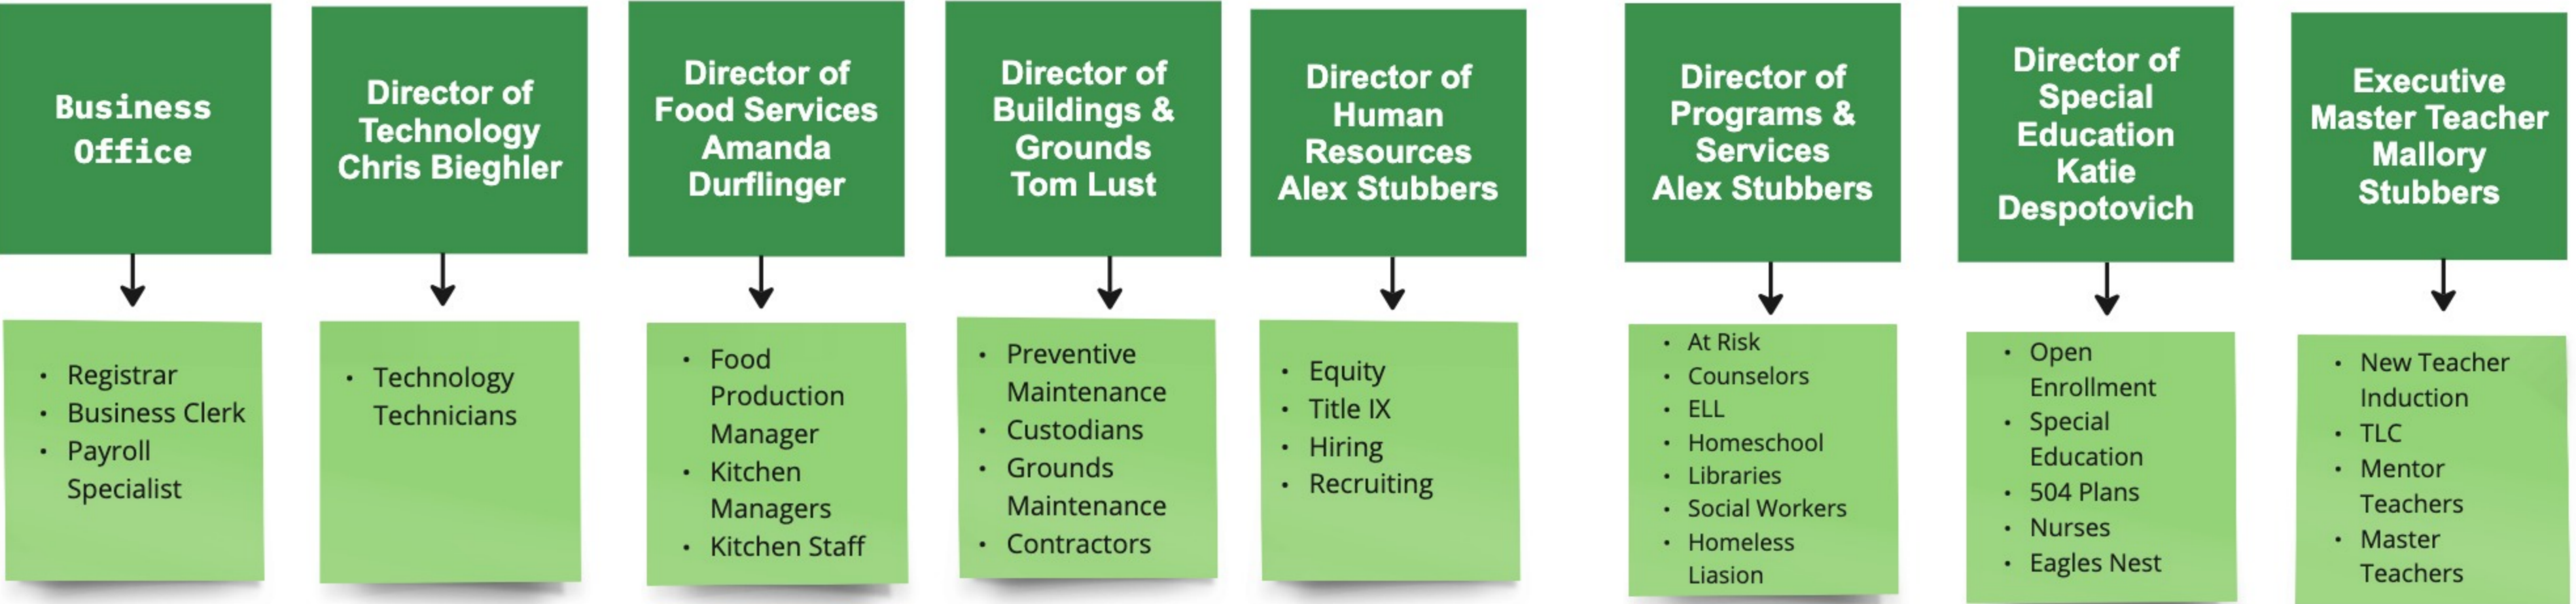 Business
Office
Director of
Technology
Chris Bieghler
Director of
Food Services
Amanda
Durflinger
Director of
Buildings &
Grounds
Tom Lust
Director of
Human
Resources
Alex Stubbers
Director of
Programs &
Services
Alex Stubbers
Director of
Special
Education
Katie
Despotovich
Executive
Master Teacher
Mallory
Stubbers
• Registrar
• Business Clerk
• Payroll
Specialist
• Technology
Technicians
• Food
Production
Manager
• Kitchen
Managers
• Kitchen Staff
• Preventive
Maintenance
• Custodians
• Grounds
Maintenance
• Contractors
• Equity
• Title IX
• Hiring
• Recruiting
• At Risk
• Counselors
• ELL
• Homeschool
• Libraries
• Social Workers
• Homeless
Liasion
• Open
Enrollment
• Special
Education
• 504 Plans
• Nurses
• Eagles Nest
• New Teacher
Induction
• TLC
• Mentor
Teachers
• Master
Teachers